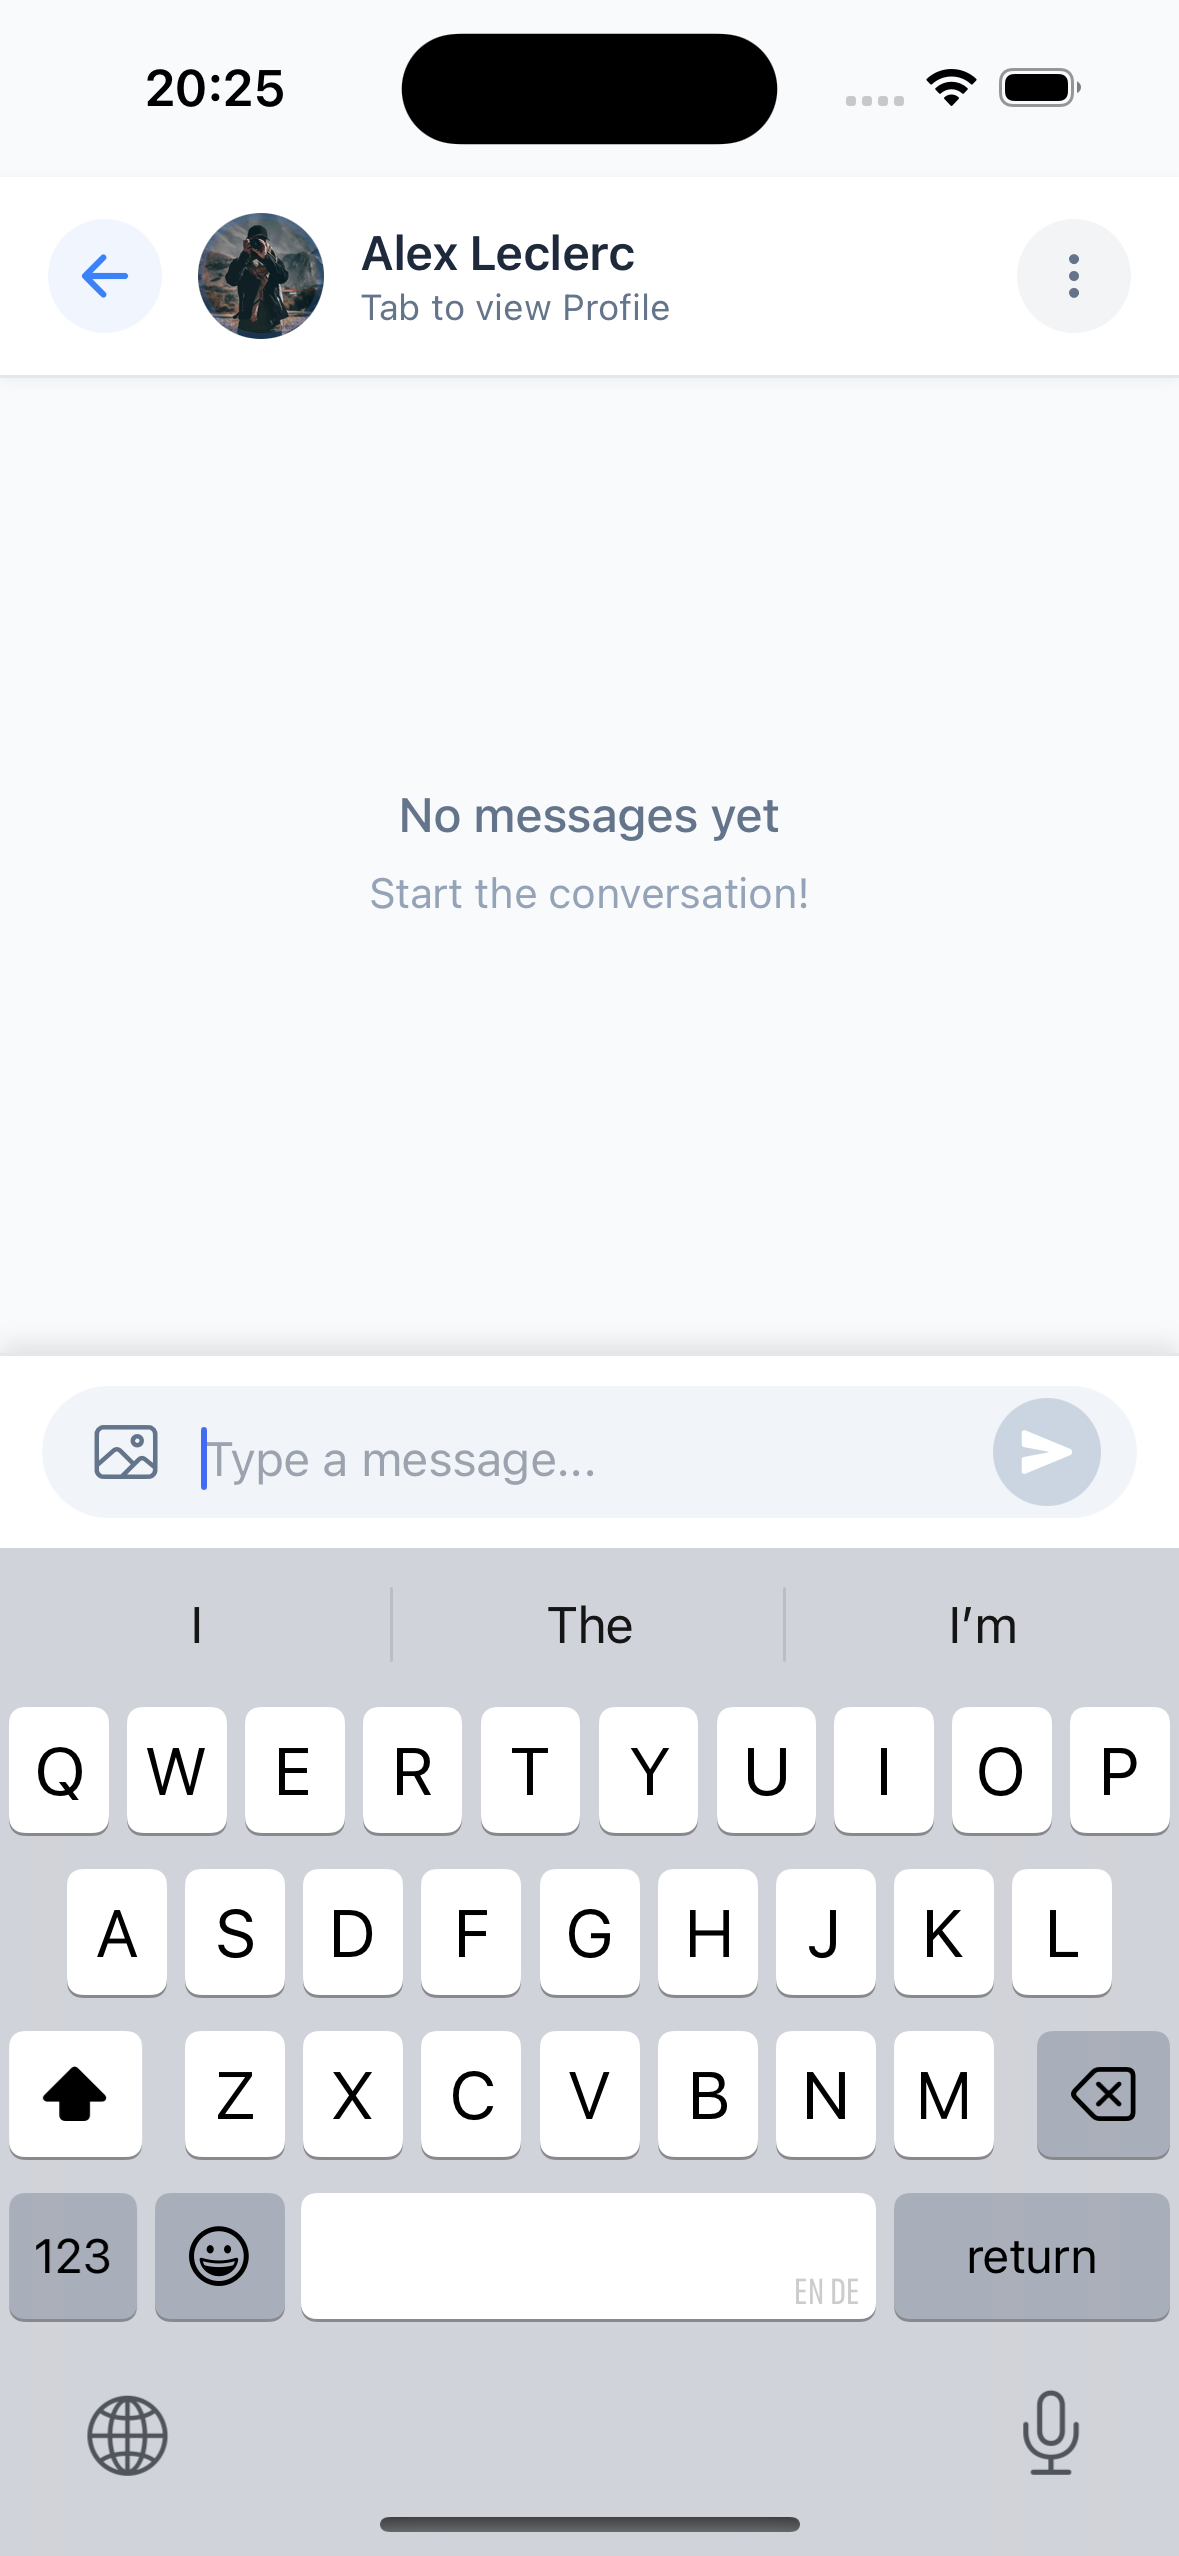 20:25
Alex Leclerc
Tab to view Profile
No messages yet
Start the conversation!
Type a message...
I The I'm
Q W E R T Y U I O P
A S D F G H J K L
Z X C V B N M
123 EN DE return